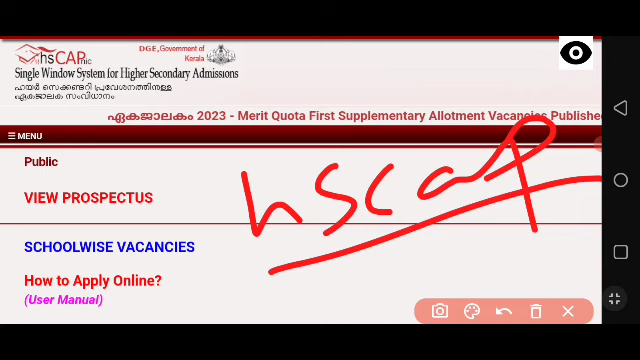 hsCAPnic
DGE, Government of
Kerala
Single Window System for Higher Secondary Admissions
ഹയർ സെക്കണ്ടറി പ്രവേശനത്തിനുള്ള
ഏകജാലക സംവിധാനം
ഏകജാലകം 2023 - Merit Quota First Supplementary Allotment Vacancies Published
☰ MENU
Public
VIEW PROSPECTUS
hscap
SCHOOLWISE VACANCIES
How to Apply Online?
(User Manual)